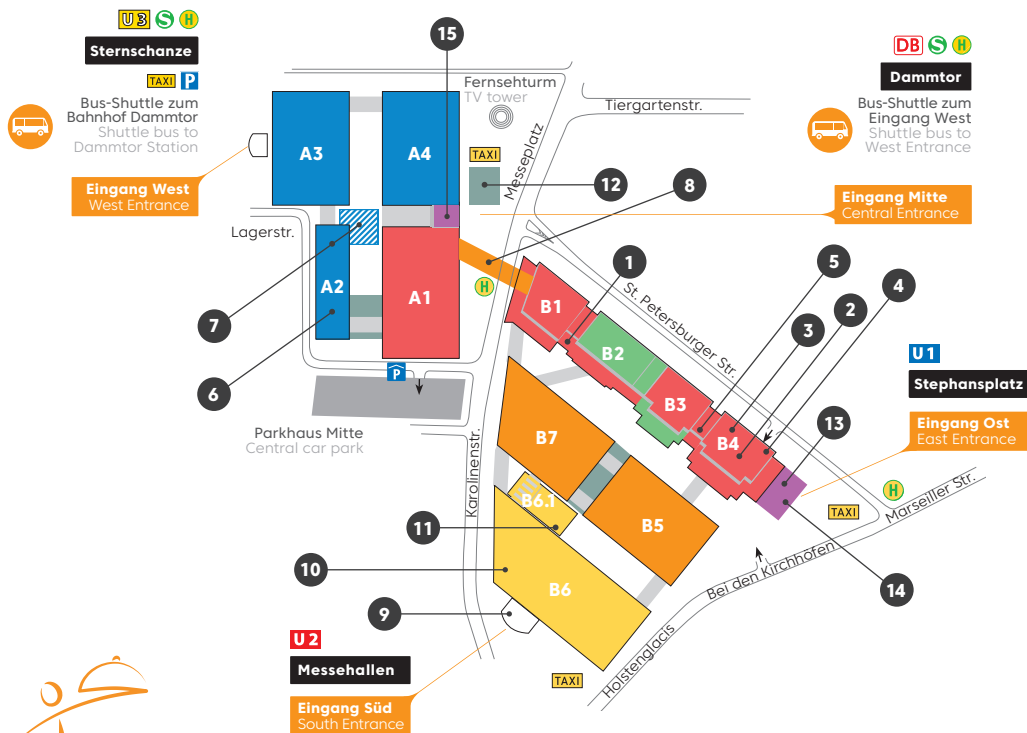 U3 S H
Sternschanze
TAXI P
Bus-Shuttle zum
Bahnhof Dammtor
Shuttle bus to
Dammtor Station
Eingang West
West Entrance
15
Fernsehturm
TV tower
Tiergartenstr.
DB S H
Dammtor
Bus-Shuttle zum
Eingang West
Shuttle bus to
West Entrance
A3
A4
TAXI
Messeplatz
12
8
Eingang Mitte
Central Entrance
Lagerstr.
A2
A1
H
7
6
P
Parkhaus Mitte
Central car park
Karolinenstr.
1
5
4
2
3
St. Petersburger Str.
B1
B2
B3
B4
U1
Stephansplatz
13
Eingang Ost
East Entrance
H
Marseiller Str.
TAXI
B7
B6.1
B5
11
10
B6
9
Bei den Kirchhöfen
14
Holstenglacis
U2
Messehallen
TAXI
Eingang Süd
South Entrance